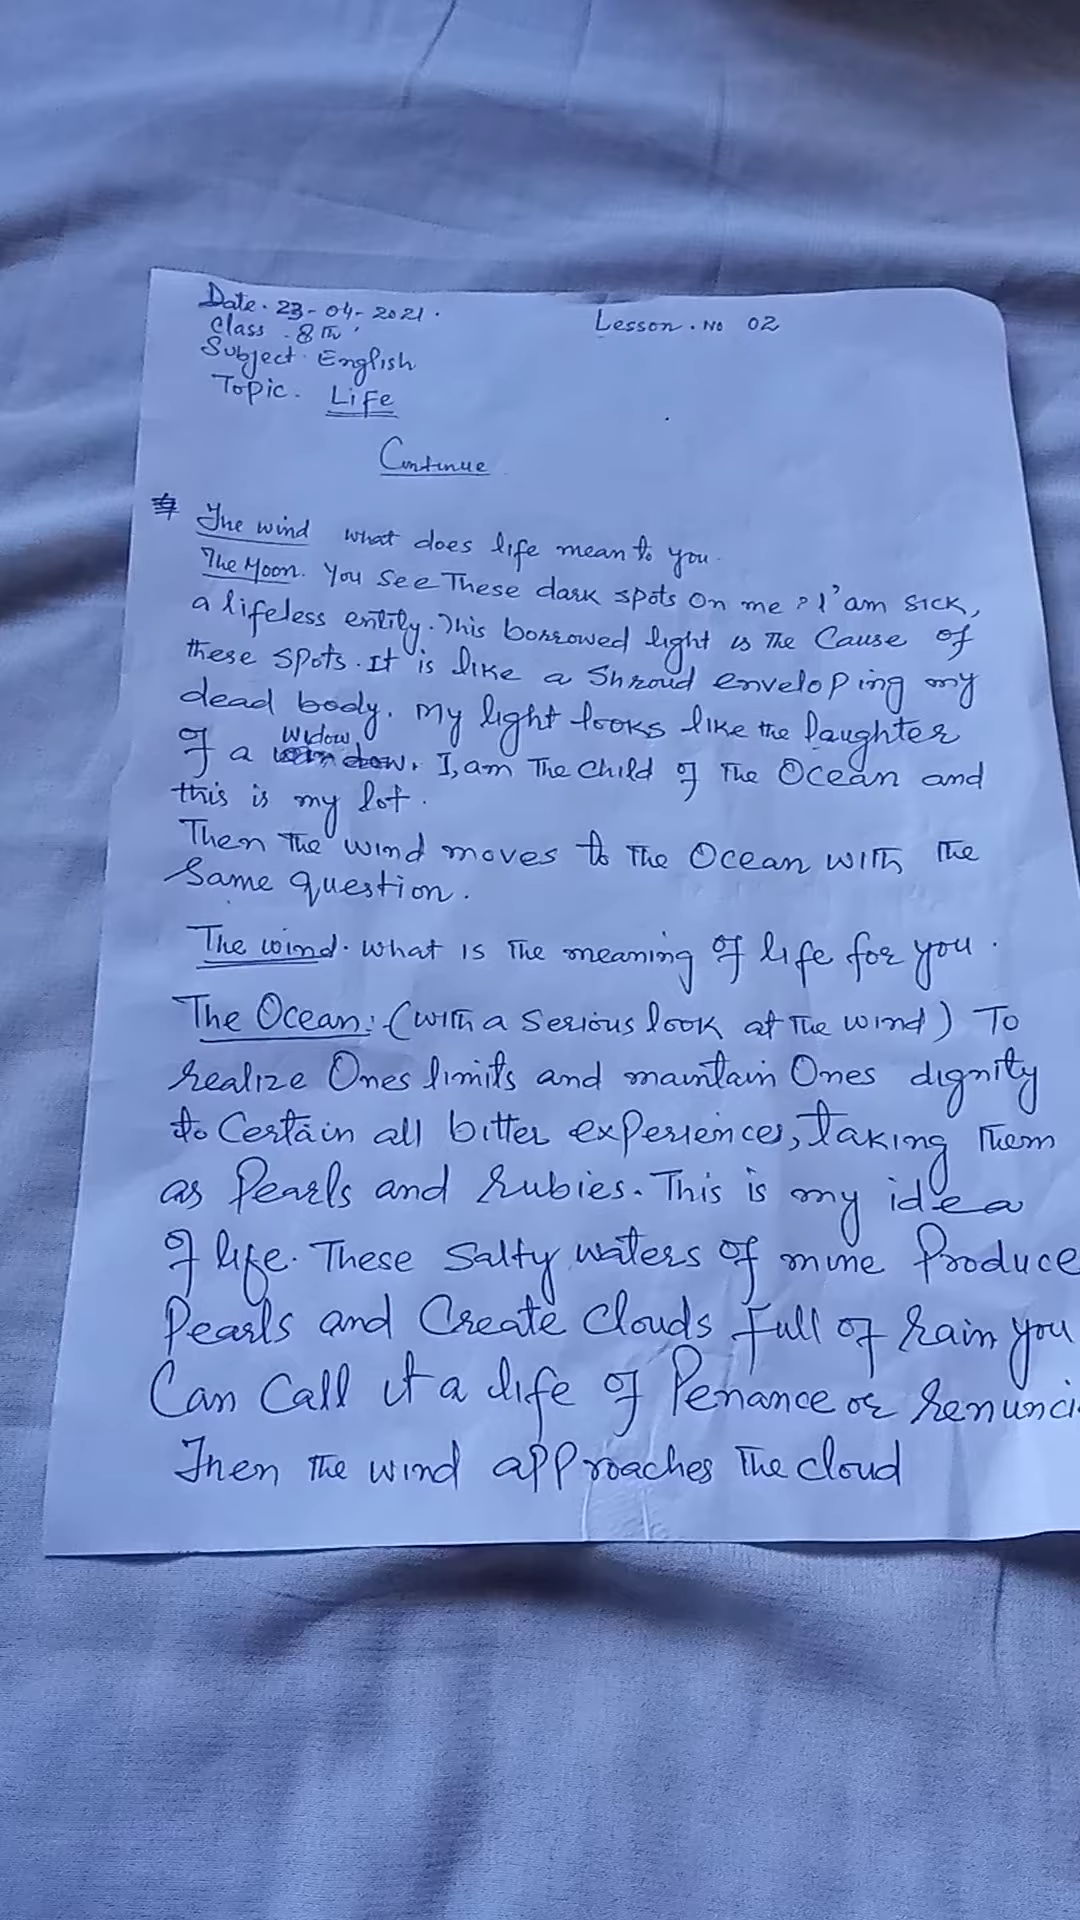 Date. 23-04-2021.
Lesson. No 02
Class. 8th
Subject. English
Topic. Life
Continue
The wind what does life mean to you.
The Moon. You see These dark spots on me ? I'am sick,
a lifeless entity. This borrowed light is The Cause of
these spots. It is like a Shroud enveloping my
dead body. My light looks like the laughter
of a widow. I, am The Child of The Ocean and
this is my lot.
Then The wind moves to The Ocean with The
Same question.
The wind. what is The meaning of life for you.
The Ocean: (with a Serious look at The wind) To
realize Ones limits and maintain Ones dignity
to Certain all bitter experiences, taking Them
as Pearls and rubies. This is my idea
of life. These Salty waters of mine Produce
Pearls and Create Clouds Full of rain you
Can Call it a life of Penance or renunci
Then The wind approaches The cloud